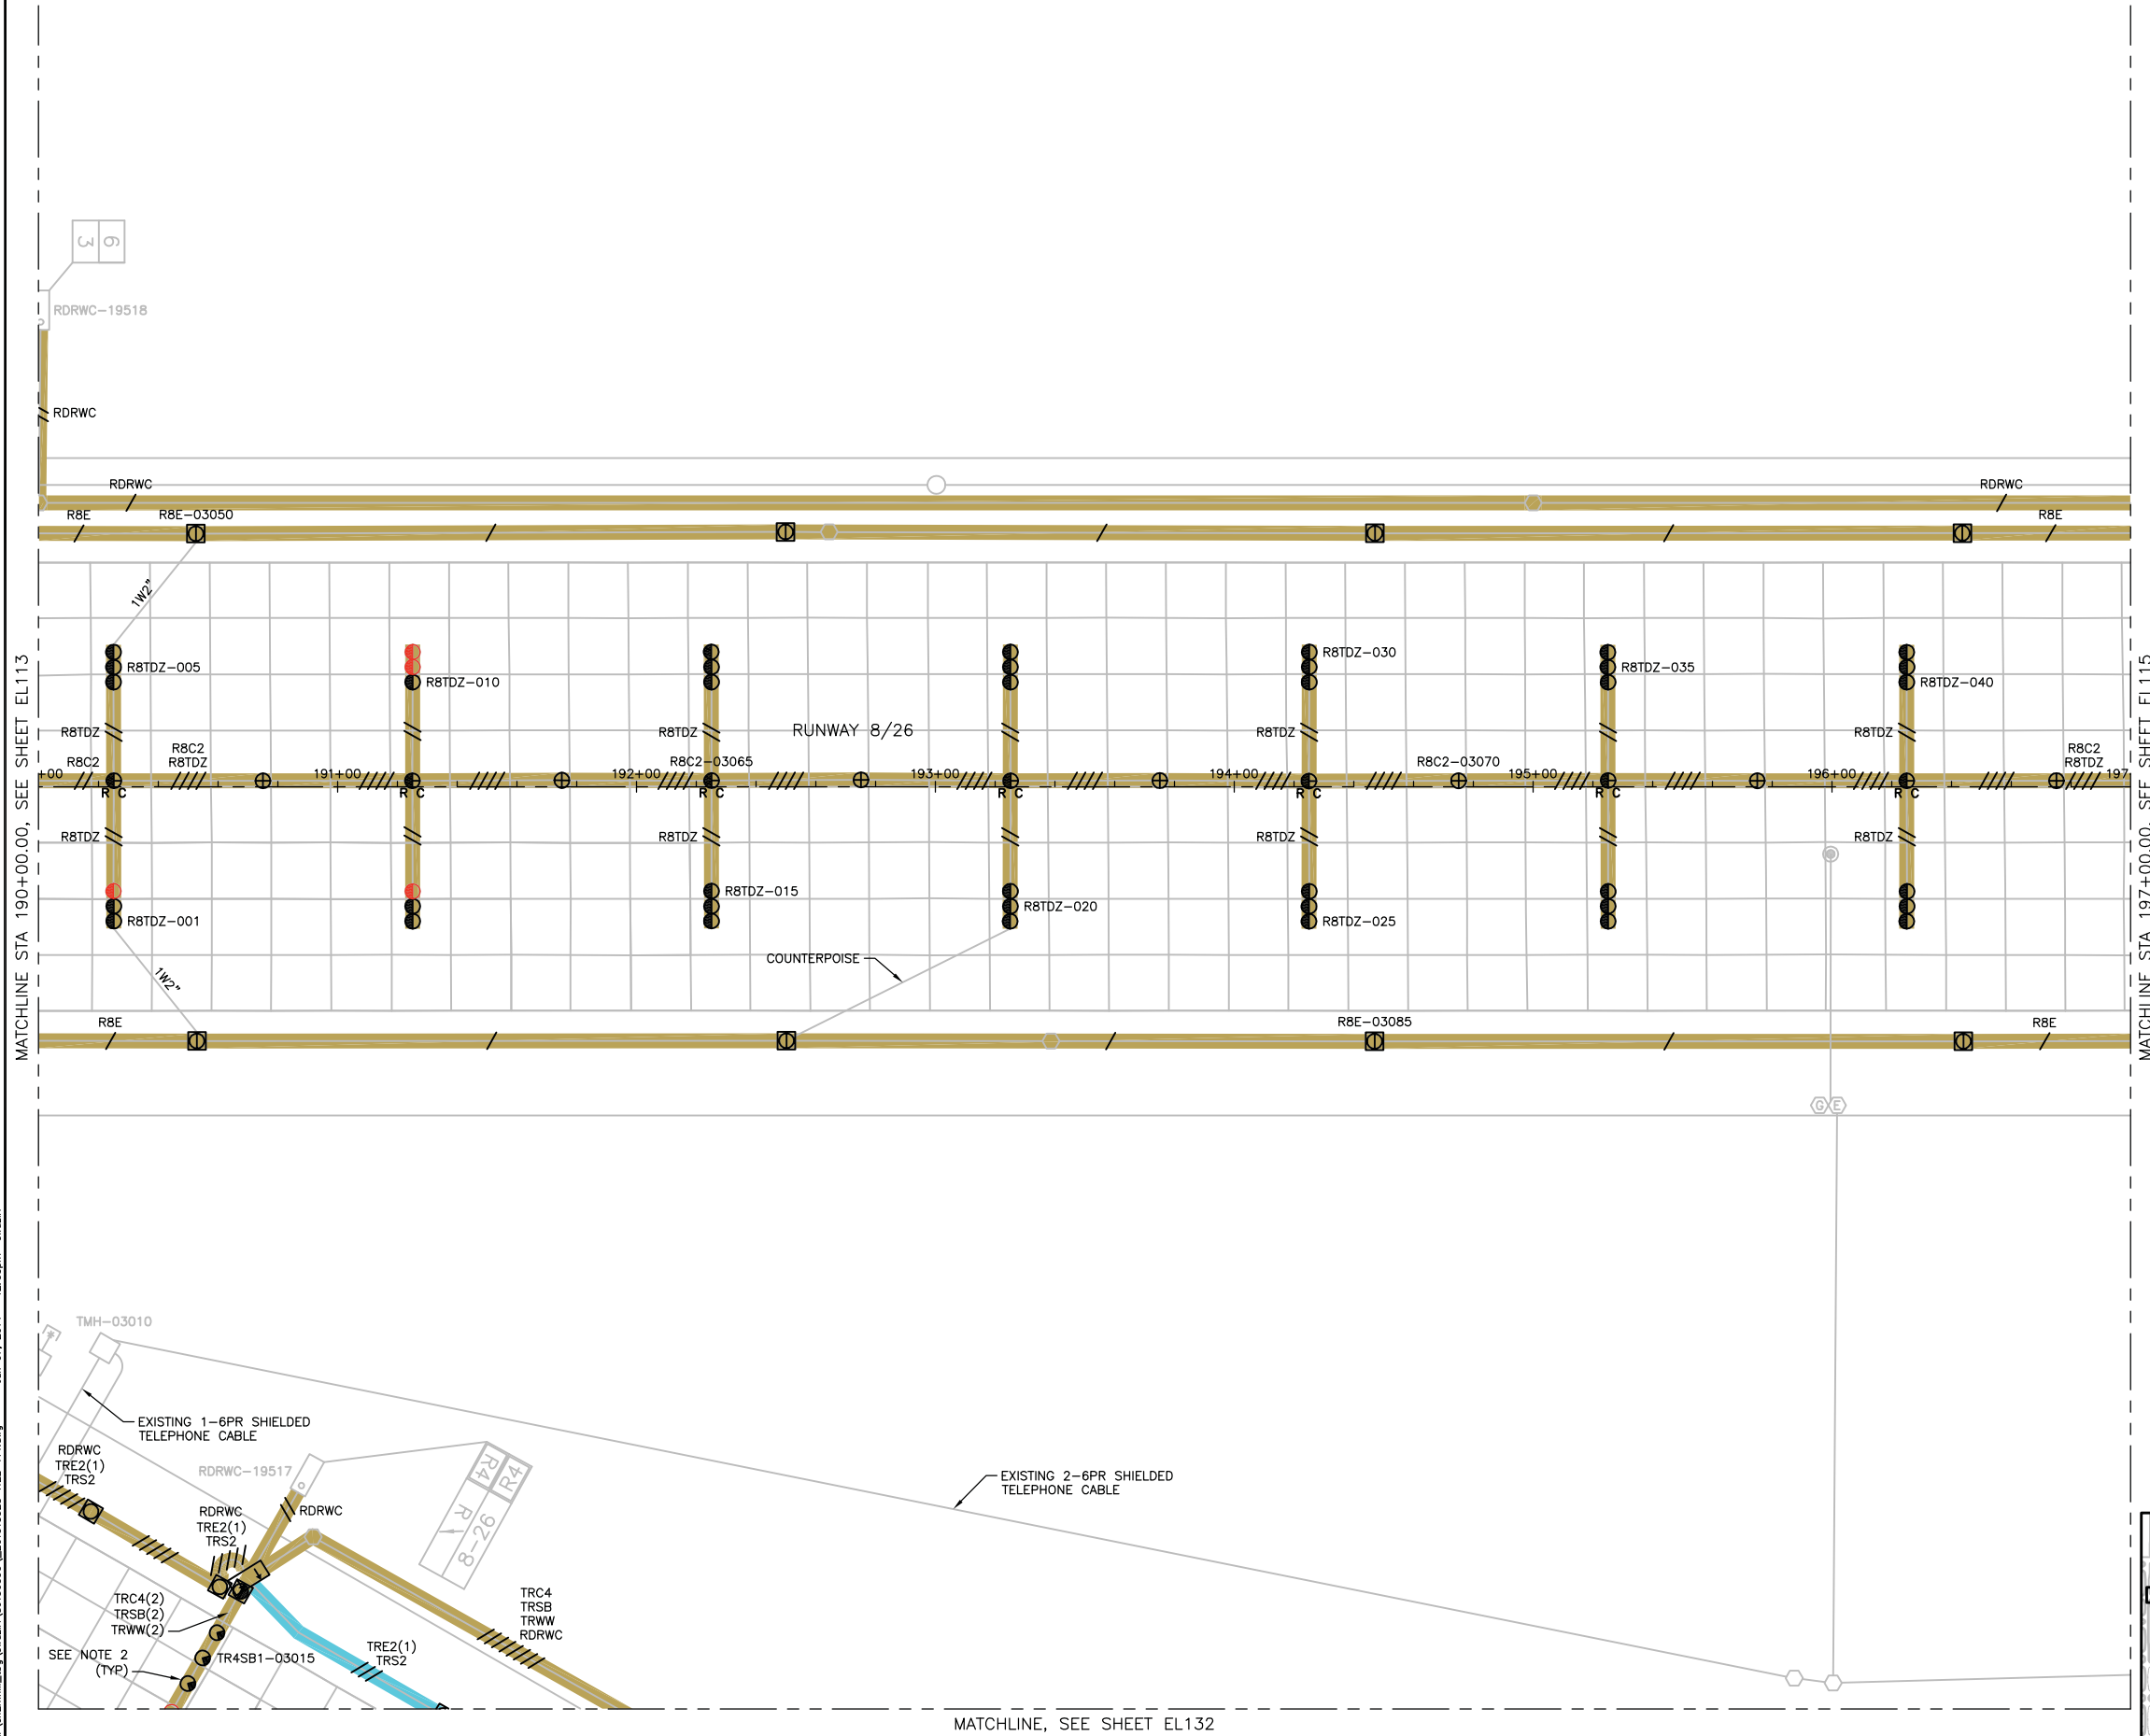 3 6
RDRWC-19518
RDRWC
RDRWC
RDRWC
R8E
R8E-03050
R8E
1W2"
R8TDZ-005
R8TDZ-010
R8TDZ-030
R8TDZ-035
R8TDZ-040
R8TDZ
R8TDZ
RUNWAY 8/26
R8TDZ
R8TDZ
+00
R8C2
R8C2
R8TDZ
191+00
192+00
R8C2-03065
193+00
194+00
R8C2-03070
195+00
196+00
R8C2
R8TDZ
197
R C
R C
R C
R C
R C
R C
R C
R8TDZ
R8TDZ
R8TDZ
R8TDZ
R8TDZ-001
R8TDZ-015
R8TDZ-020
R8TDZ-025
COUNTERPOISE
1W2"
R8E
R8E-03085
R8E
G E
MATCHLINE STA 190+00.00, SEE SHEET EL113
MATCHLINE STA 197+00.00, SEE SHEET EL115
TMH-03010
EXISTING 1-6PR SHIELDED
TELEPHONE CABLE
RDRWC
TRE2(1)
TRS2
RDRWC-19517
RDRWC
RDRWC
TRE2(1)
TRS2
R4 R4
R
8-26
EXISTING 2-6PR SHIELDED
TELEPHONE CABLE
TRC4(2)
TRSB(2)
TRWW(2)
TRC4
TRSB
TRWW
RDRWC
SEE NOTE 2
(TYP)
TR4SB1-03015
TRE2(1)
TRS2
MATCHLINE, SEE SHEET EL132